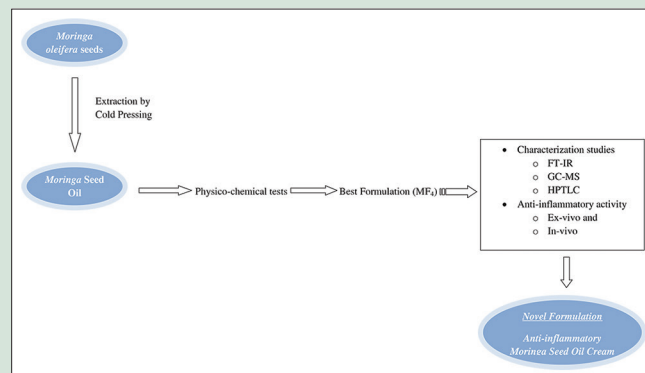 Moringa
oleifera seeds
Extraction by
Cold Pressing
Moringa Seed
Oil
Physico-chemical tests
Best Formulation (MF₄)
• Characterization studies
o FT-IR
o GC-MS
o HPTLC
• Anti-inflammatory activity
o Ex-vivo and
o In-vivo
Novel Formulation
Anti-inflammatory
Moringa Seed Oil Cream